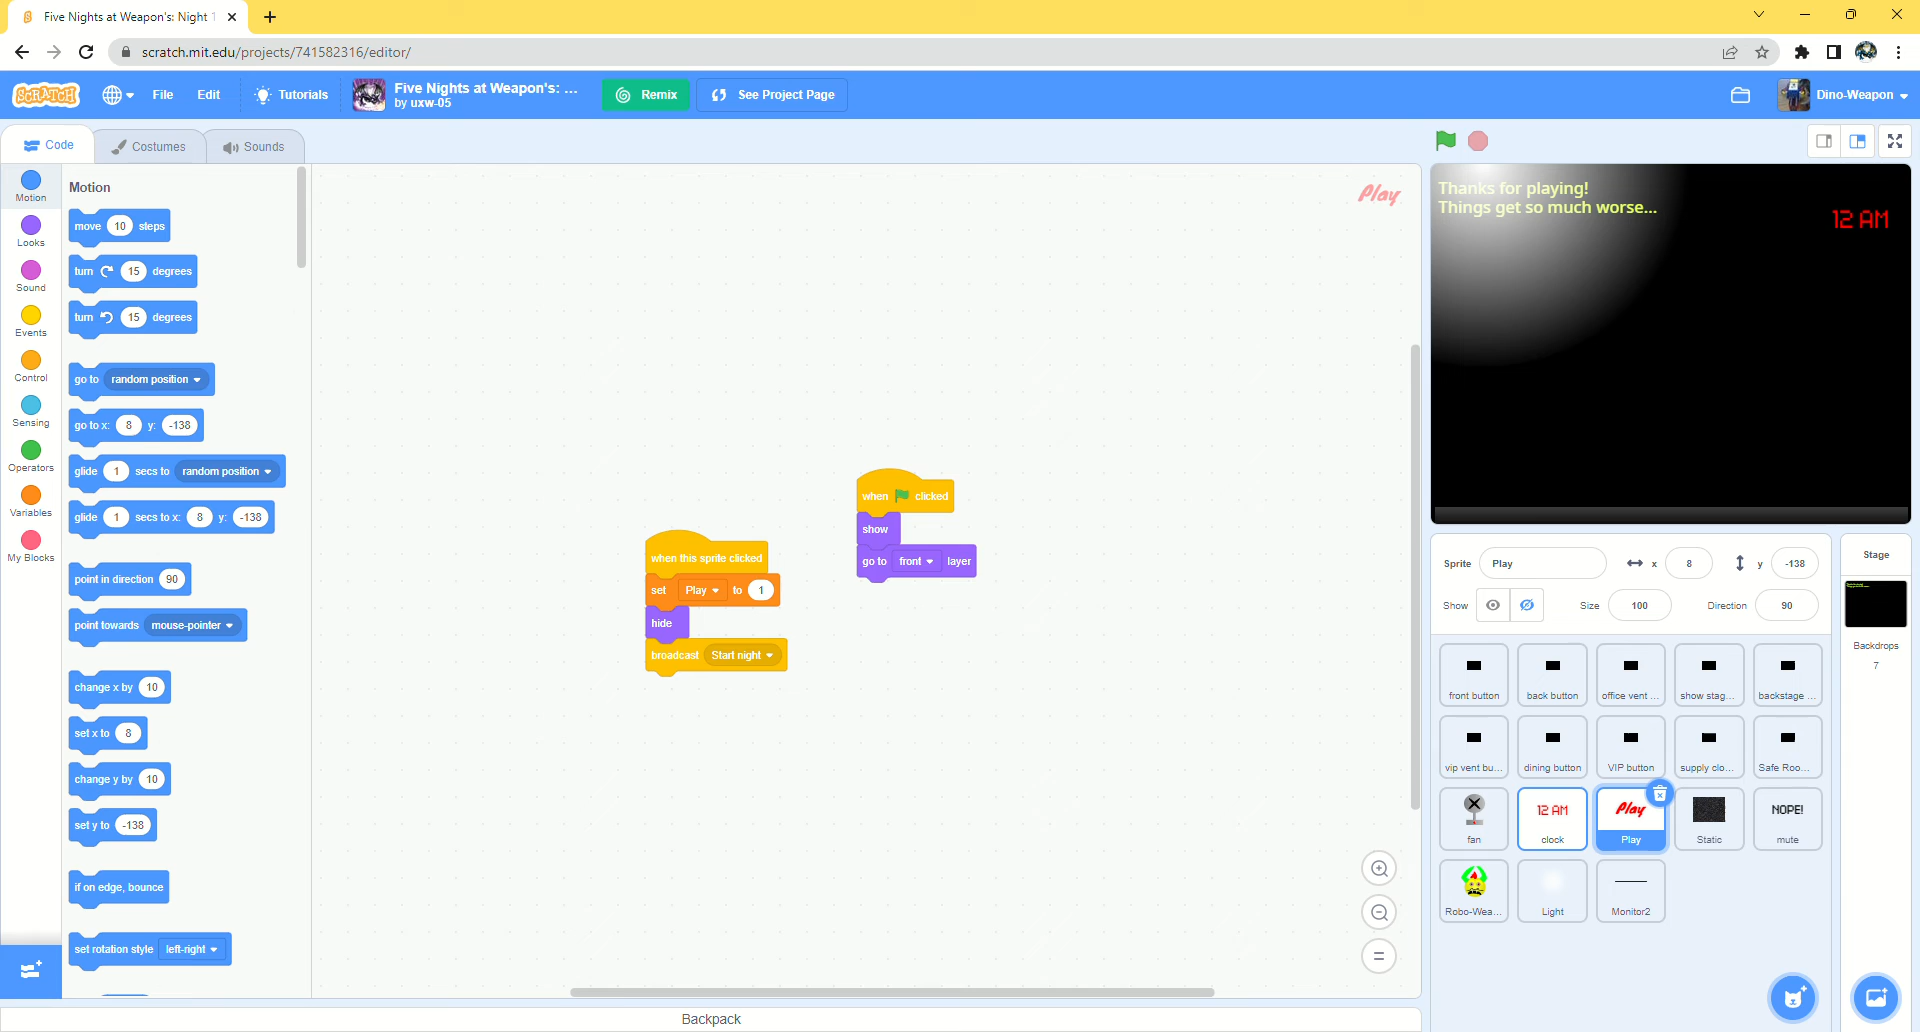 Five Nights at Weapon's: Night 1
scratch.mit.edu/projects/741582316/editor/
SCRATCH
File
Edit
Tutorials
Five Nights at Weapon's: ...
by uxw-05
Remix
See Project Page
Dino-Weapon
Code
Costumes
Sounds
Motion
Looks
Sound
Events
Control
Sensing
Operators
Variables
My Blocks
Motion
move 10 steps
turn 15 degrees
turn 15 degrees
go to random position
go to x: 8 y: -138
glide 1 secs to random position
glide 1 secs to x: 8 y: -138
point in direction 90
point towards mouse-pointer
change x by 10
set x to 8
change y by 10
set y to -138
if on edge, bounce
set rotation style left-right
Play
when clicked
show
go to front layer
when this sprite clicked
set Play to 1
hide
broadcast Start night
Backpack
Thanks for playing!
Things get so much worse...
12 AM
Sprite Play x 8 y -138
Show Size 100 Direction 90
front button
back button
office vent ...
show stag...
backstage ...
vip vent bu...
dining button
VIP button
supply clo...
Safe Roo...
fan
12 AM
clock
Play
Play
Static
NOPE!
mute
Robo-Wea...
Light
Monitor2
Stage
Backdrops
7